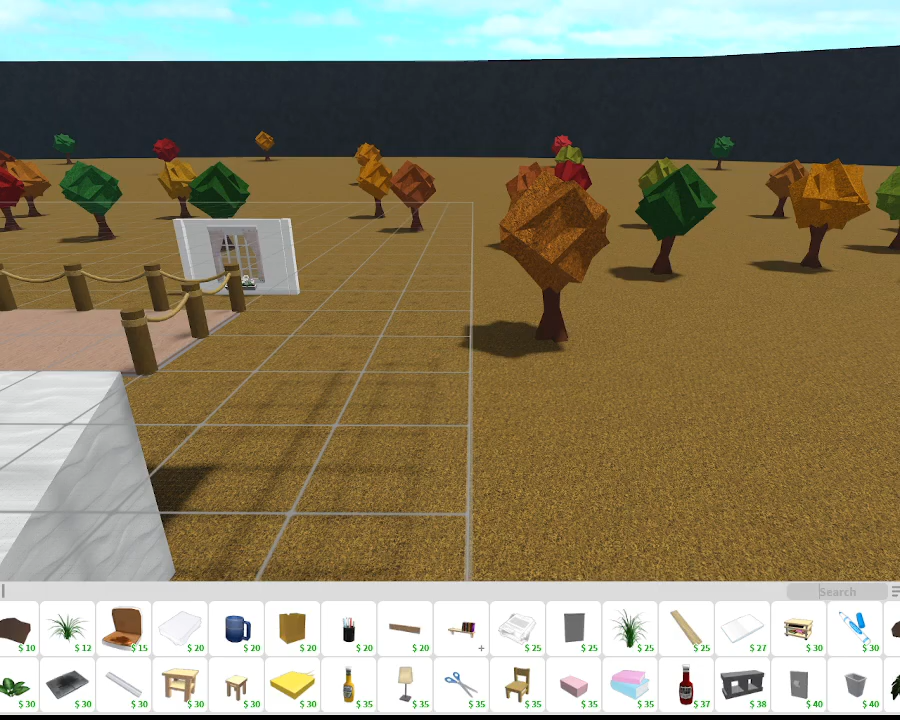 Search
$ 10 $ 12 $ 15 $ 20 $ 20 $ 20 $ 20 $ 20 + $ 25 $ 25 $ 25 $ 25 $ 27 $ 30 $ 30
$ 30 $ 30 $ 30 $ 30 $ 30 $ 30 $ 35 $ 35 $ 35 $ 35 $ 35 $ 35 $ 37 $ 38 $ 40 $ 40